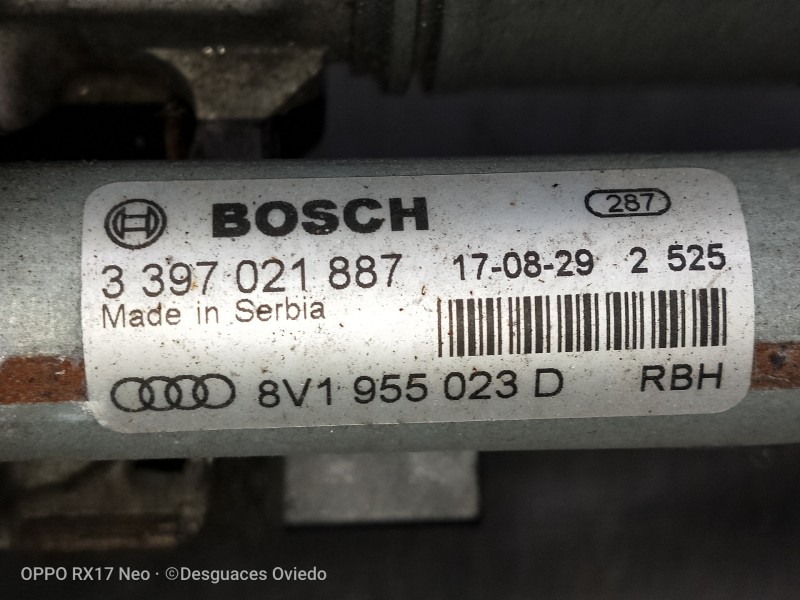 BOSCH 287
3 397 021 887 17-08-29 2 525
Made in Serbia
8V1 955 023 D RBH
OPPO RX17 Neo · ©Desguaces Oviedo